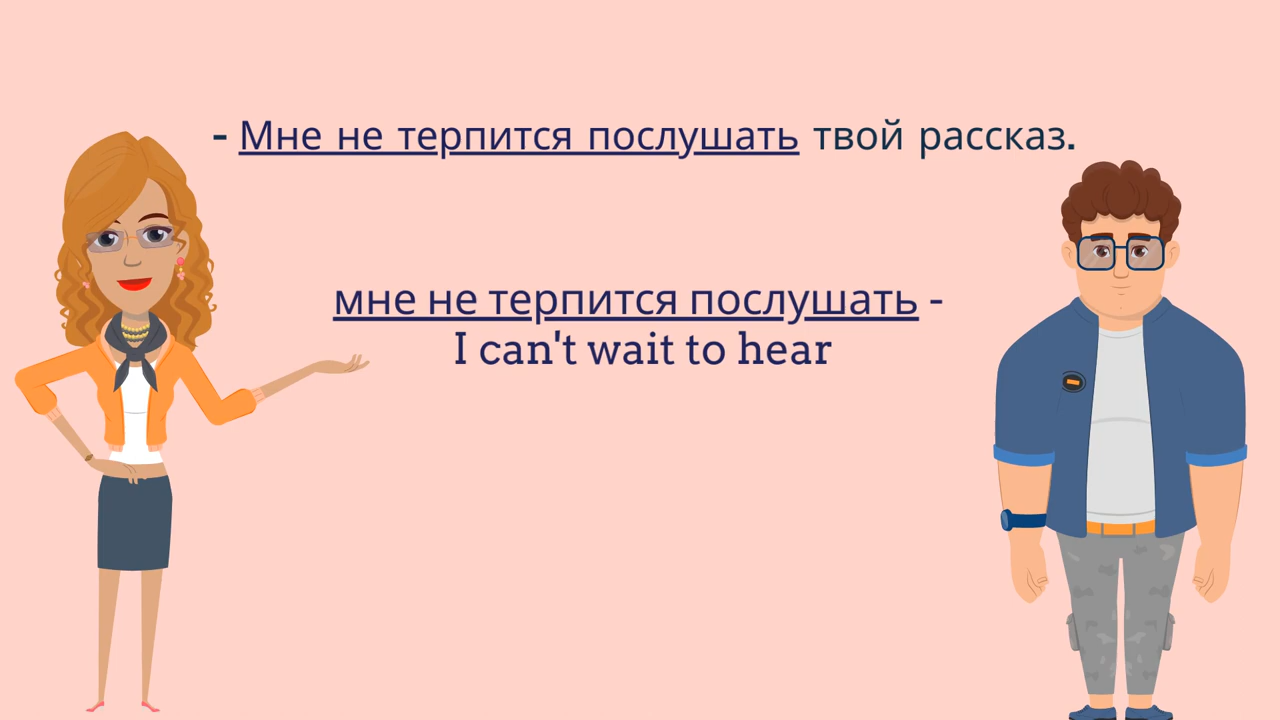 - Мне не терпится послушать твой рассказ.
мне не терпится послушать -
I can't wait to hear